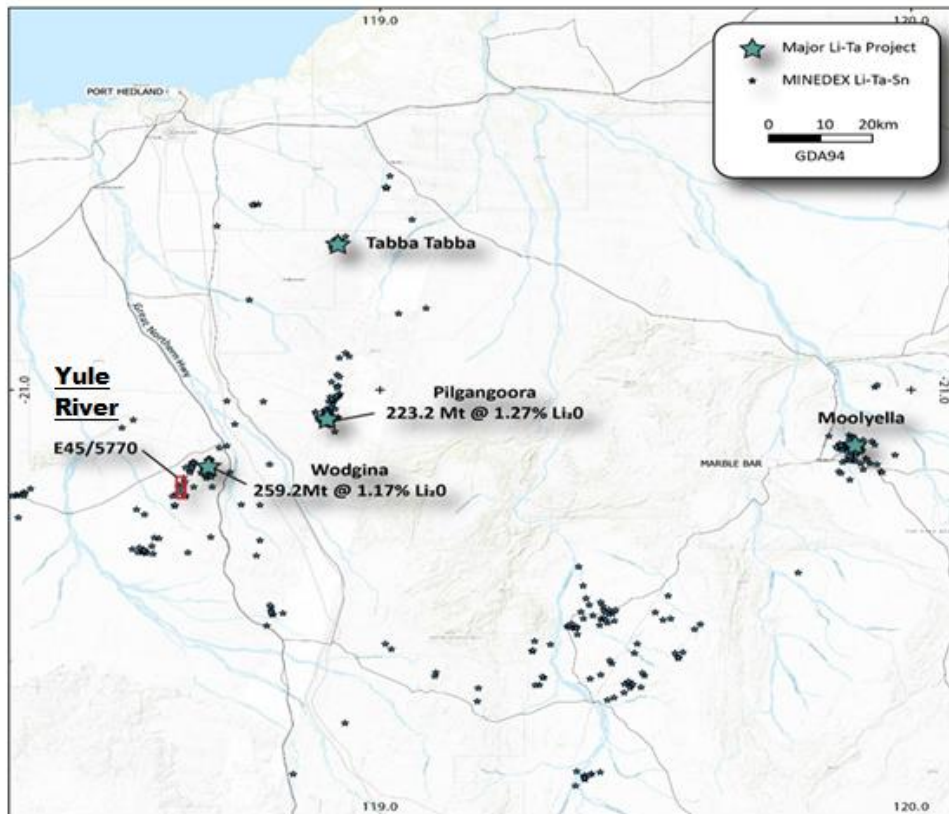 119.0
120.0
Major Li-Ta Project
MINEDEX Li-Ta-Sn
0 10 20km
GDA94
PORT HEDLAND
Tabba Tabba
Great Northern Hwy
-21.0
-21.0
Yule
River
E45/5770
Pilgangoora
223.2 Mt @ 1.27% Li₂0
Wodgina
259.2Mt @ 1.17% Li₂0
Moolyella
MARBLE BAR
119.0
120.0